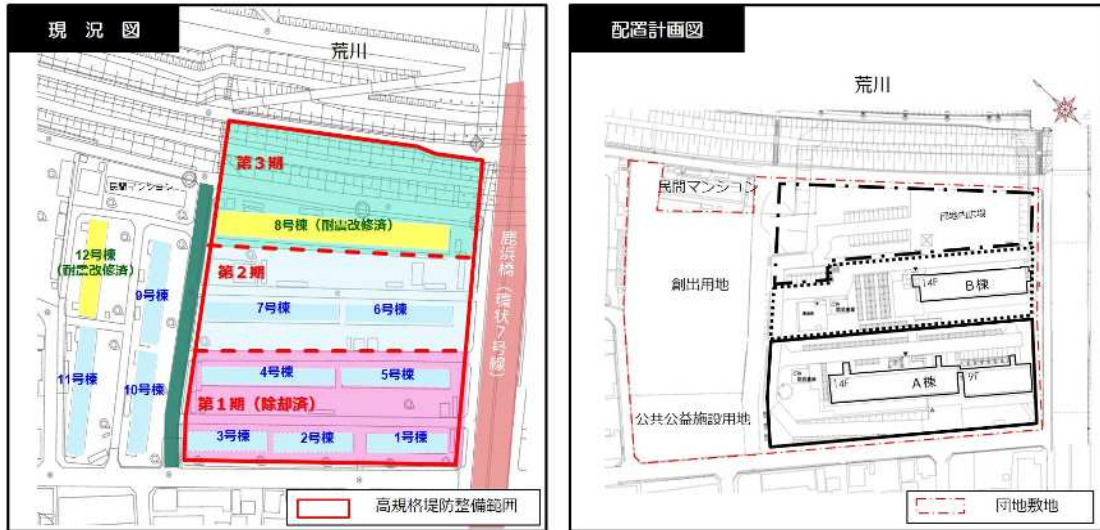 現況図
荒川
第3期
民間マンション
8号棟（耐震改修済）
12号棟
（耐震改修済）
9号棟
第2期
7号棟
6号棟
鹿浜橋（環状7号線）
11号棟
10号棟
4号棟
5号棟
第1期（除却済）
3号棟
2号棟
1号棟
高規格堤防整備範囲
配置計画図
荒川
民間マンション
団地内広場
創出用地
14F
B棟
14F
A棟
9F
公共公益施設用地
団地敷地